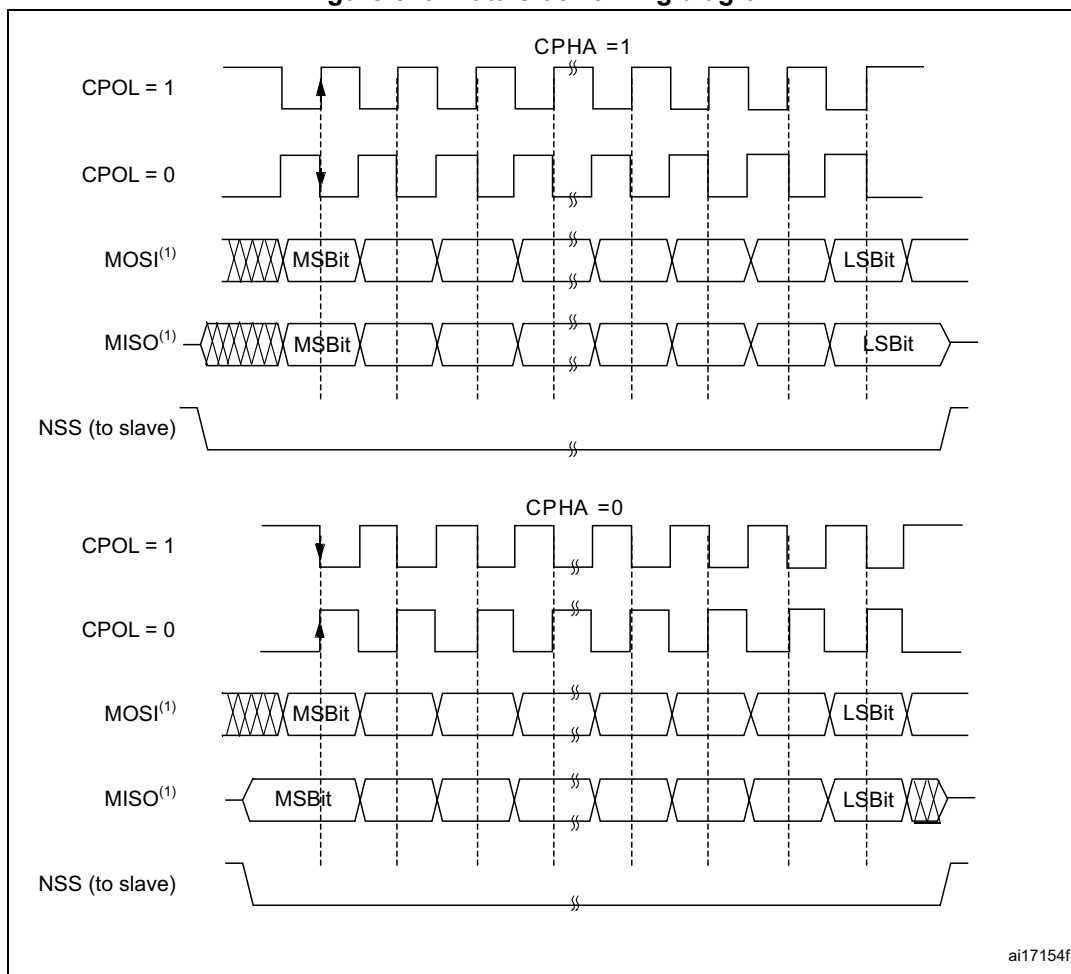 CPHA =1
CPOL = 1
CPOL = 0
MOSI(1) MSBit LSBit
MISO(1) MSBit LSBit
NSS (to slave)
CPHA =0
CPOL = 1
CPOL = 0
MOSI(1) MSBit LSBit
MISO(1) MSBit LSBit
NSS (to slave)
ai17154f